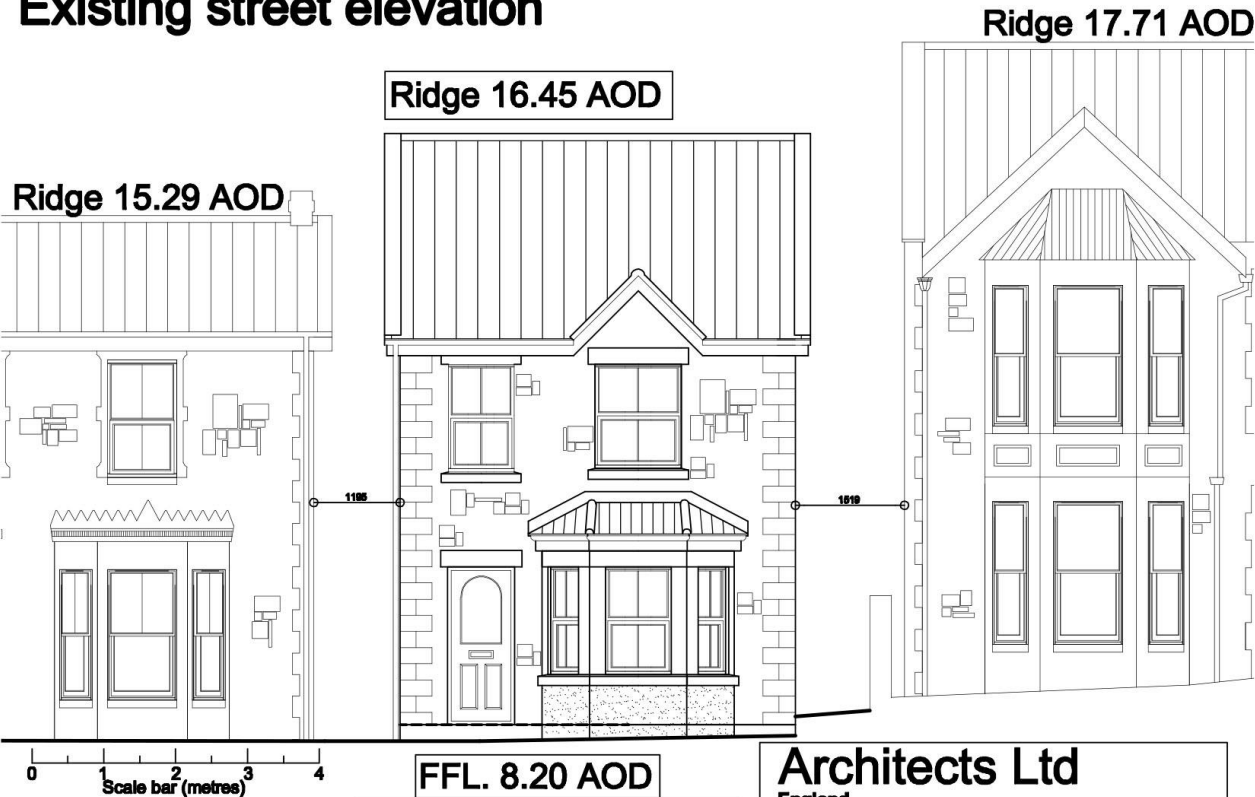 Existing street elevation
Ridge 17.71 AOD
Ridge 16.45 AOD
Ridge 15.29 AOD
1195
1519
0 1 2 3 4
Scale bar (metres)
FFL. 8.20 AOD
Architects Ltd
England